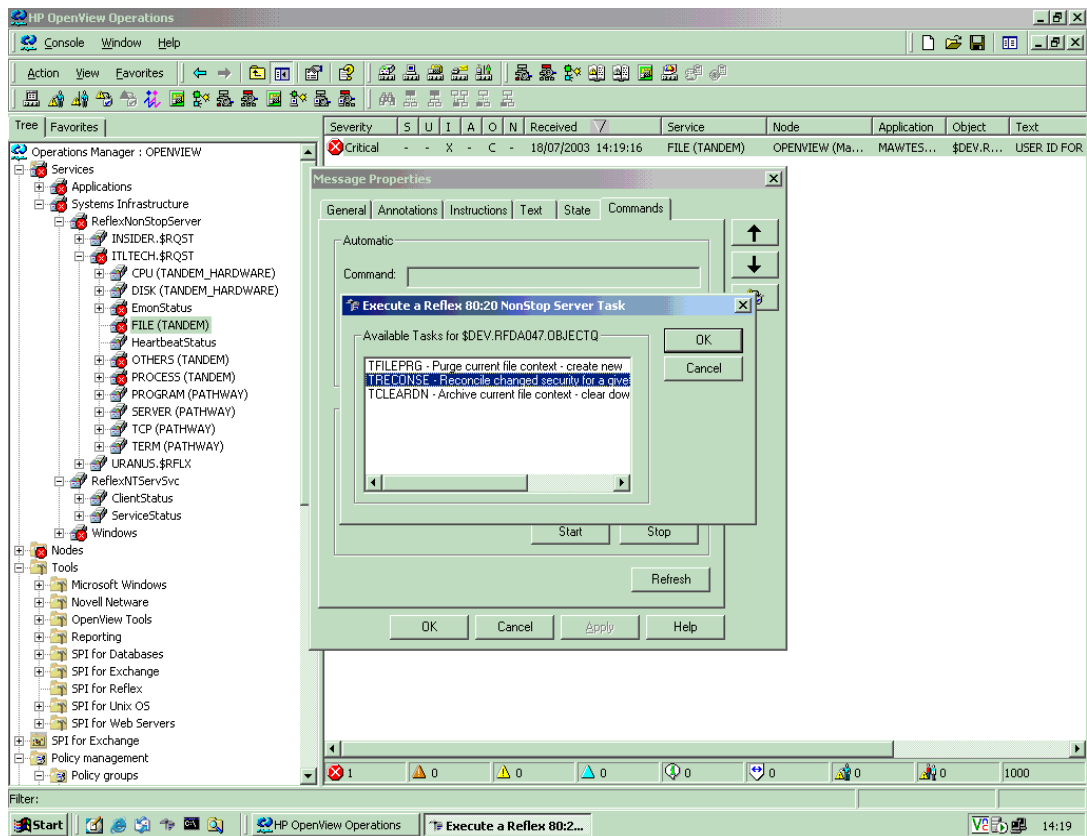 HP OpenView Operations
Console Window Help
Action View Favorites
Tree Favorites
Severity S U I A O N Received Service Node Application Object Text
Critical - - X - C - 18/07/2003 14:19:16 FILE (TANDEM) OPENVIEW (Ma... MAWTES... $DEV.R... USER ID FOR
Operations Manager : OPENVIEW
Services
Applications
Systems Infrastructure
ReflexNonStopServer
INSIDER.$RQST
ITLTECH.$RQST
CPU (TANDEM_HARDWARE)
DISK (TANDEM_HARDWARE)
EmonStatus
FILE (TANDEM)
HeartbeatStatus
OTHERS (TANDEM)
PROCESS (TANDEM)
PROGRAM (PATHWAY)
SERVER (PATHWAY)
TCP (PATHWAY)
TERM (PATHWAY)
URANUS.$RFLX
ReflexNTServSvc
ClientStatus
ServiceStatus
Windows
Nodes
Tools
Microsoft Windows
Novell Netware
OpenView Tools
Reporting
SPI for Databases
SPI for Exchange
SPI for Reflex
SPI for Unix OS
SPI for Web Servers
SPI for Exchange
Policy management
Policy groups
Message Properties
General Annotations Instructions Text State Commands
Automatic
Command:
Execute a Reflex 80:20 NonStop Server Task
Available Tasks for $DEV.RFDA047.OBJECTQ
TFILEPRG - Purge current file context - create new
TRECONSE - Reconcile changed security for a give
TCLEARDN - Archive current file context - clear dow
OK
Cancel
Start Stop
Refresh
OK Cancel Apply Help
1 0 0 0 0 0 0 0 1000
Filter:
Start HP OpenView Operations Execute a Reflex 80:2... 14:19